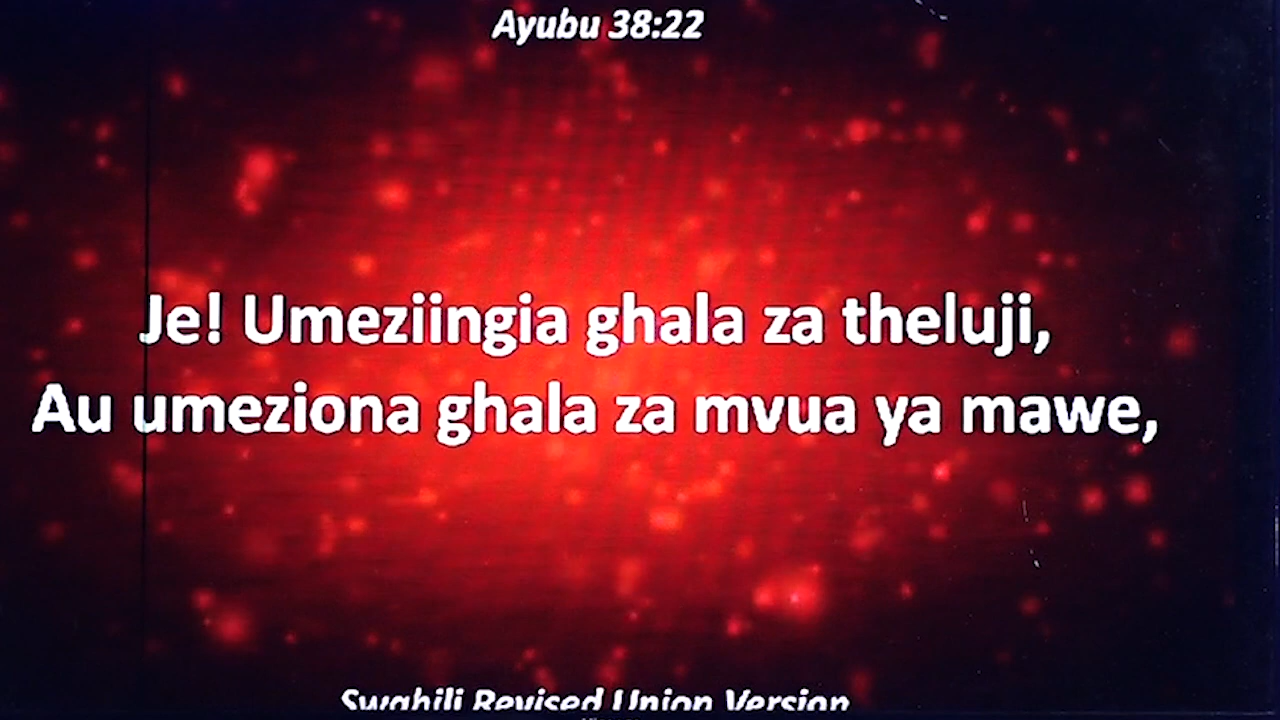 Ayubu 38:22
Je! Umeziingia ghala za theluji,
Au umeziona ghala za mvua ya mawe,
Swahili Revised Union Version